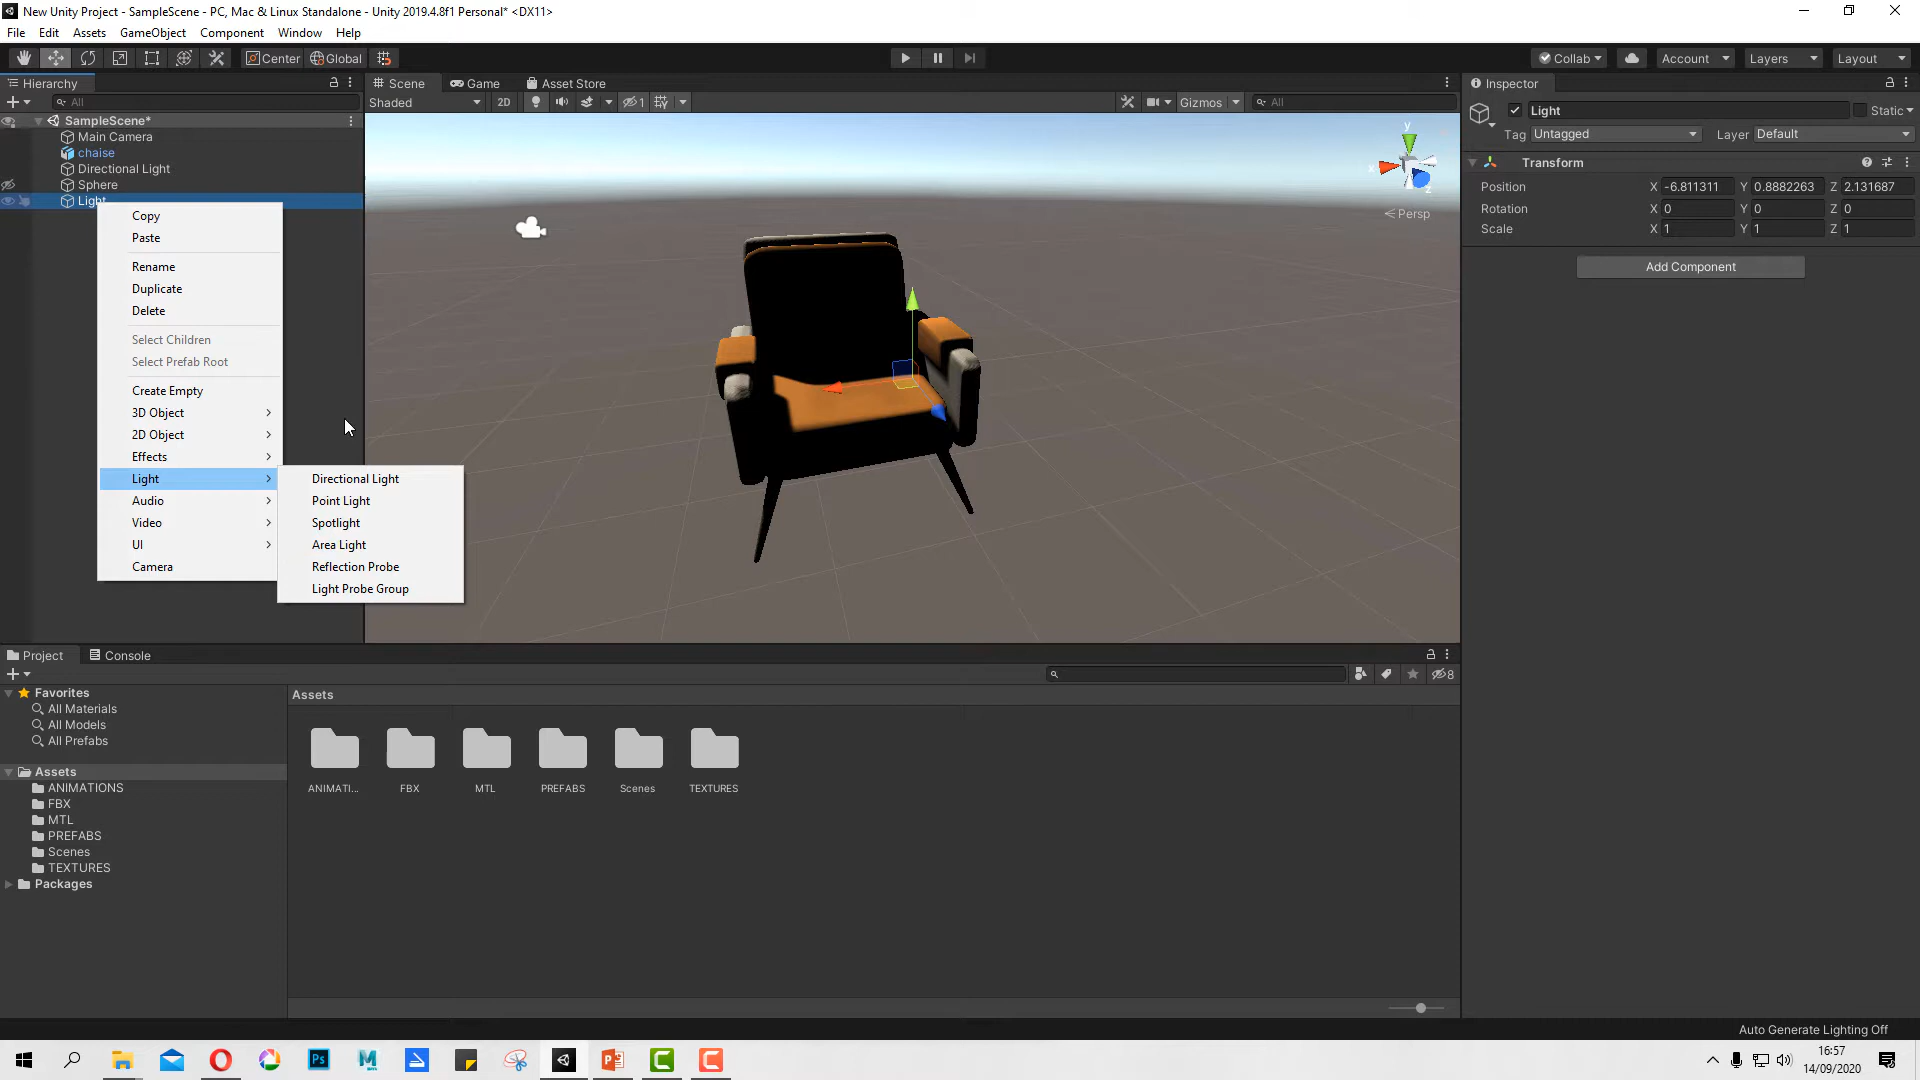 New Unity Project - SampleScene - PC, Mac & Linux Standalone - Unity 2019.4.8f1 Personal* <DX11>
File Edit Assets GameObject Component Window Help
Center Global Collab Account Layers Layout
Hierarchy
All
SampleScene*
Main Camera
chaise
Directional Light
Sphere
Light
Copy
Paste
Rename
Duplicate
Delete
Select Children
Select Prefab Root
Create Empty
3D Object
2D Object
Effects
Light
Audio
Video
UI
Camera
Directional Light
Point Light
Spotlight
Area Light
Reflection Probe
Light Probe Group
Scene Game Asset Store
Shaded 2D 1 Gizmos All
y
x
z
Persp
Inspector
Light Static
Tag Untagged Layer Default
Transform
Position X -6.811311 Y 0.8882263 Z 2.131687
Rotation X 0 Y 0 Z 0
Scale X 1 Y 1 Z 1
Add Component
Project Console
8
Favorites
All Materials
All Models
All Prefabs
Assets
ANIMATIONS
FBX
MTL
PREFABS
Scenes
TEXTURES
Packages
Assets
ANIMATI... FBX MTL PREFABS Scenes TEXTURES
Auto Generate Lighting Off
Ps
16:57
14/09/2020